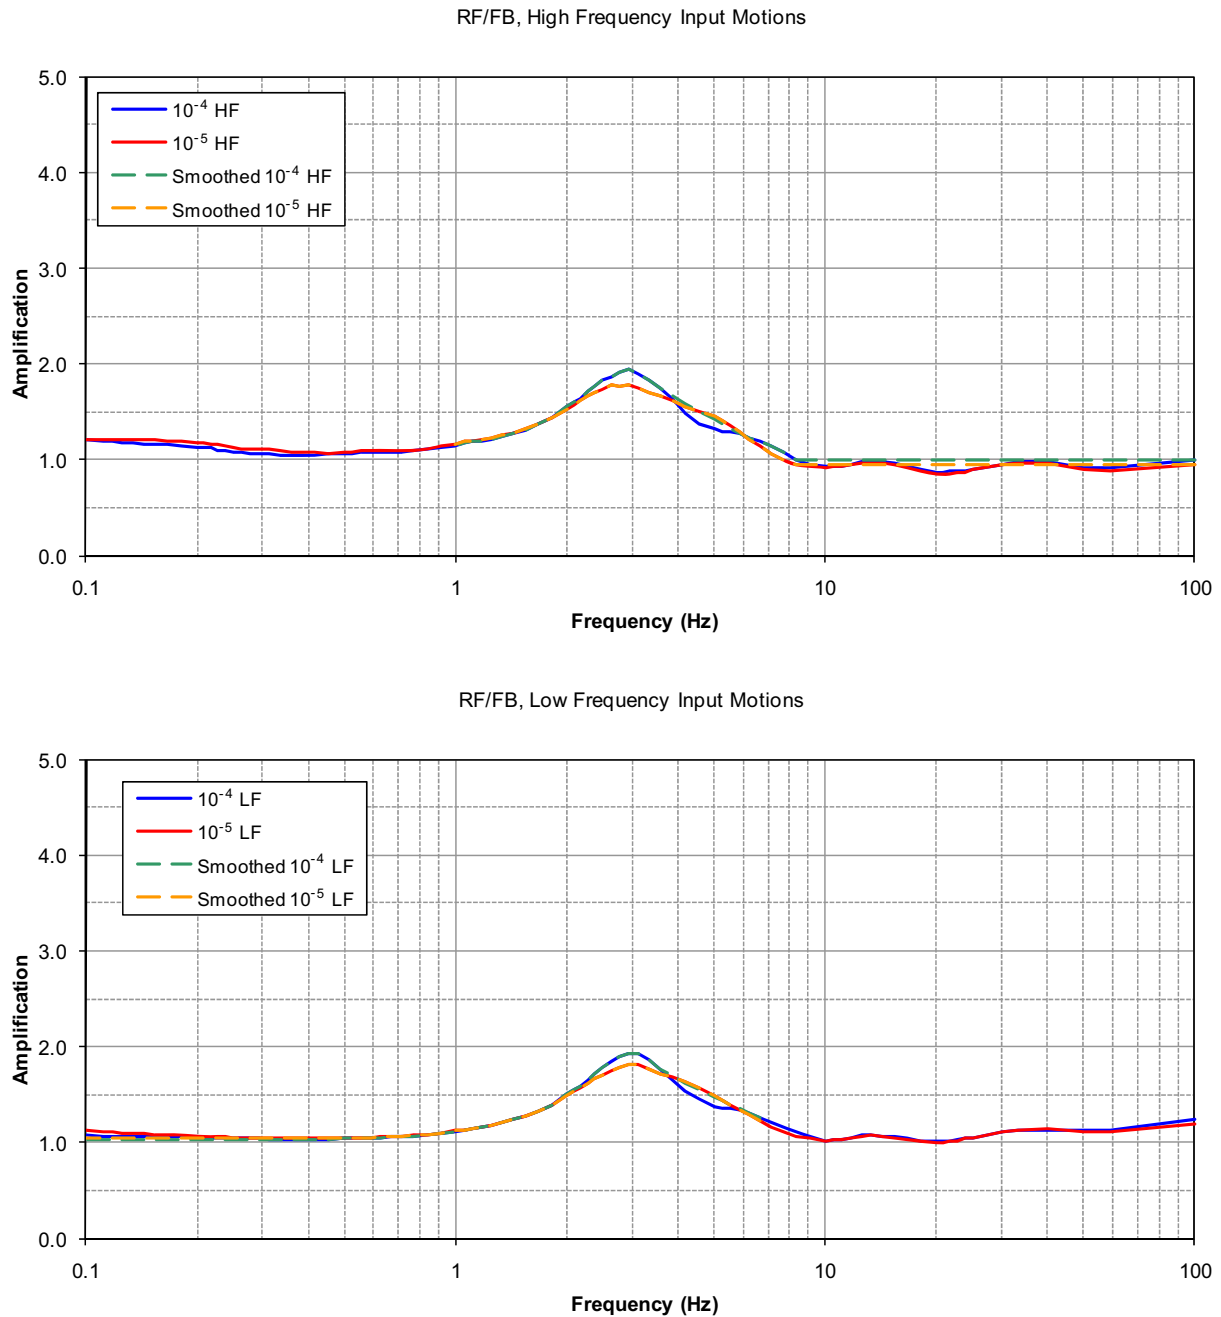 RF/FB, High Frequency Input Motions
5.0
4.0
3.0
2.0
1.0
0.0
Amplification
10⁻⁴ HF
10⁻⁵ HF
Smoothed 10⁻⁴ HF
Smoothed 10⁻⁵ HF
0.1 1 10 100
Frequency (Hz)
RF/FB, Low Frequency Input Motions
5.0
4.0
3.0
2.0
1.0
0.0
Amplification
10⁻⁴ LF
10⁻⁵ LF
Smoothed 10⁻⁴ LF
Smoothed 10⁻⁵ LF
0.1 1 10 100
Frequency (Hz)